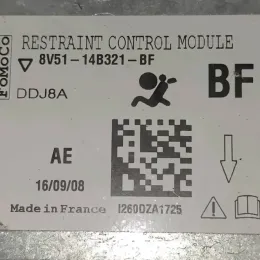 FoMoCo
RESTRAINT CONTROL MODULE
8V51-14B321-BF
DDJ8A
BF
AE
16/09/08
Made in France
I260DZA1725